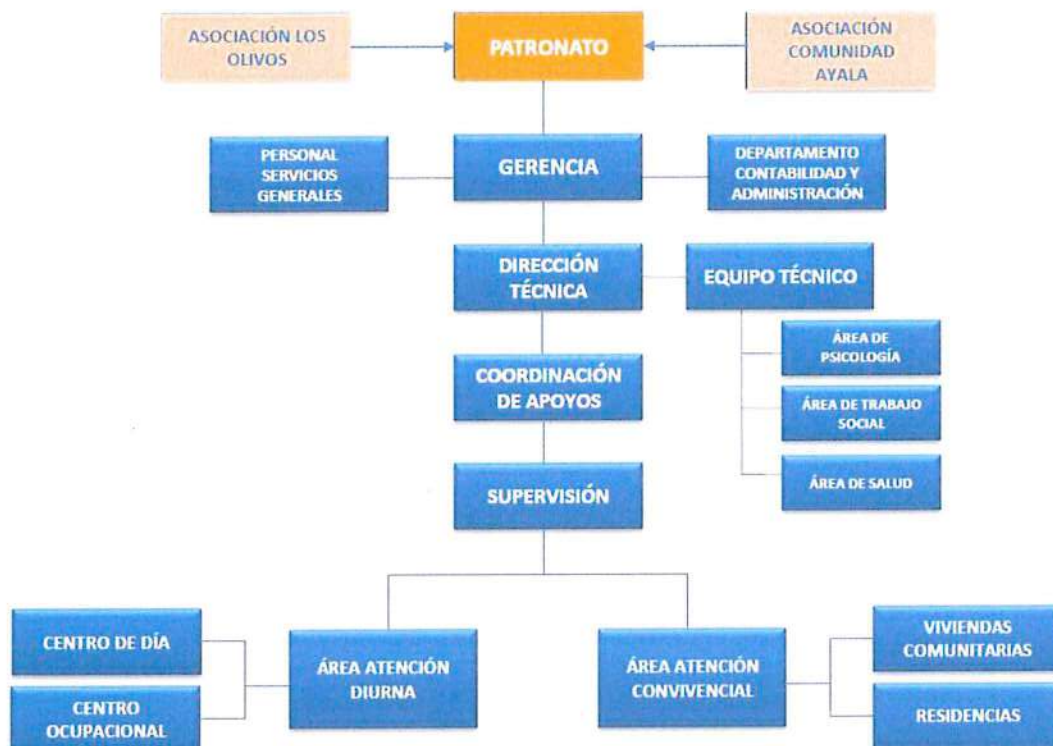 ASOCIACIÓN LOS
OLIVOS
PATRONATO
ASOCIACIÓN
COMUNIDAD
AYALA
PERSONAL
SERVICIOS
GENERALES
GERENCIA
DEPARTAMENTO
CONTABILIDAD Y
ADMINISTRACIÓN
DIRECCIÓN
TÉCNICA
EQUIPO TÉCNICO
ÁREA DE
PSICOLOGÍA
COORDINACIÓN
DE APOYOS
ÁREA DE TRABAJO
SOCIAL
ÁREA DE SALUD
SUPERVISIÓN
CENTRO DE DÍA
CENTRO
OCUPACIONAL
ÁREA ATENCIÓN
DIURNA
ÁREA ATENCIÓN
CONVIVENCIAL
VIVIENDAS
COMUNITARIAS
RESIDENCIAS